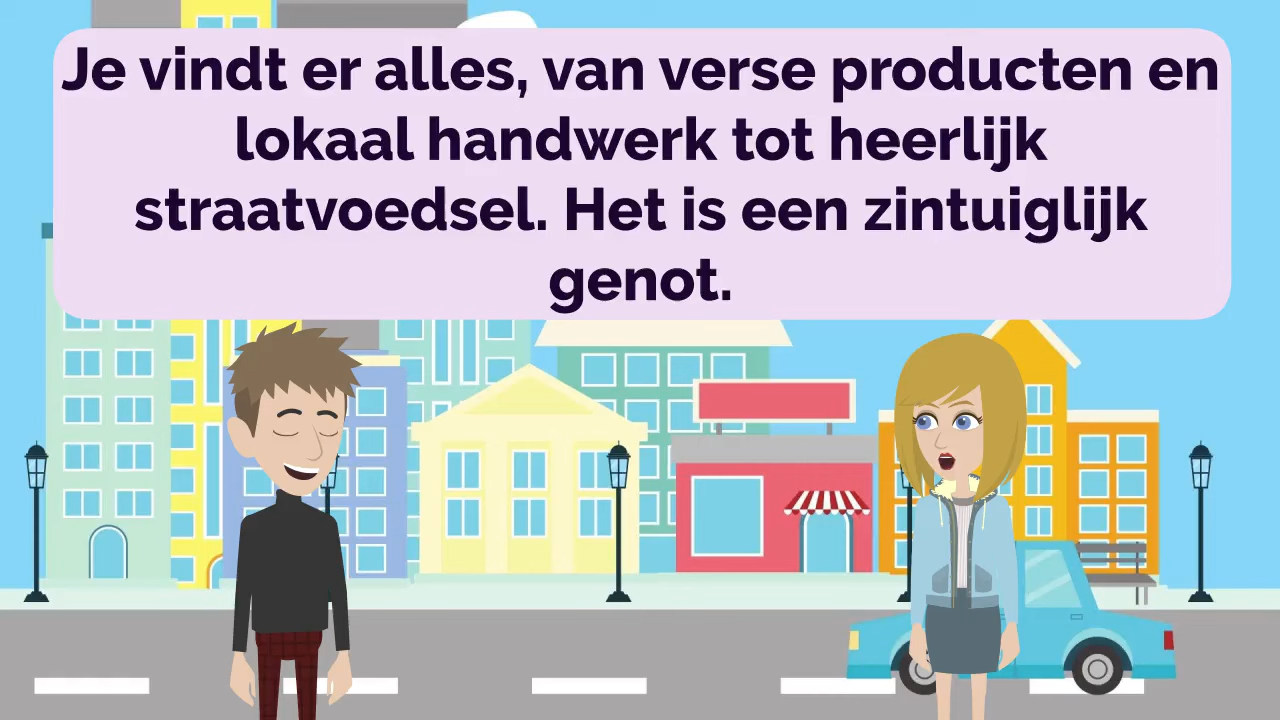 Je vindt er alles, van verse producten en
lokaal handwerk tot heerlijk
straatvoedsel. Het is een zintuiglijk
genot.